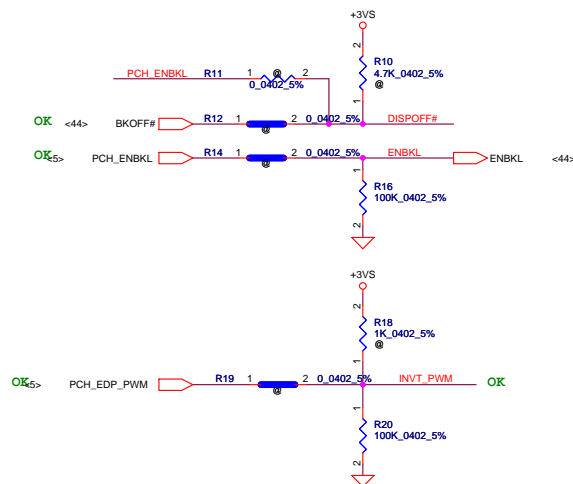 +3VS
PCH_ENBKL R11 1 @ 2
0_0402_5%
2 R10
4.7K_0402_5%
1 @
OK <44> BKOFF# R12 1 @ 2 0_0402_5% DISPOFF#
OK <5> PCH_ENBKL R14 1 @ 2 0_0402_5% ENBKL ENBKL <44>
1 R16
100K_0402_5%
2
+3VS
2 R18
1K_0402_5%
1 @
OK <5> PCH_EDP_PWM R19 1 @ 2 0_0402_5% INVT_PWM OK
1 R20
100K_0402_5%
2